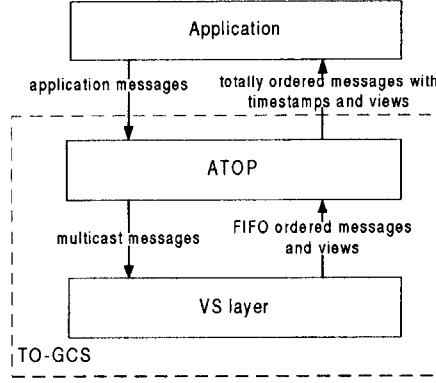 Application
application messages
totally ordered messages with
timestamps and views
ATOP
multicast messages
FIFO ordered messages
and views
VS layer
TO-GCS